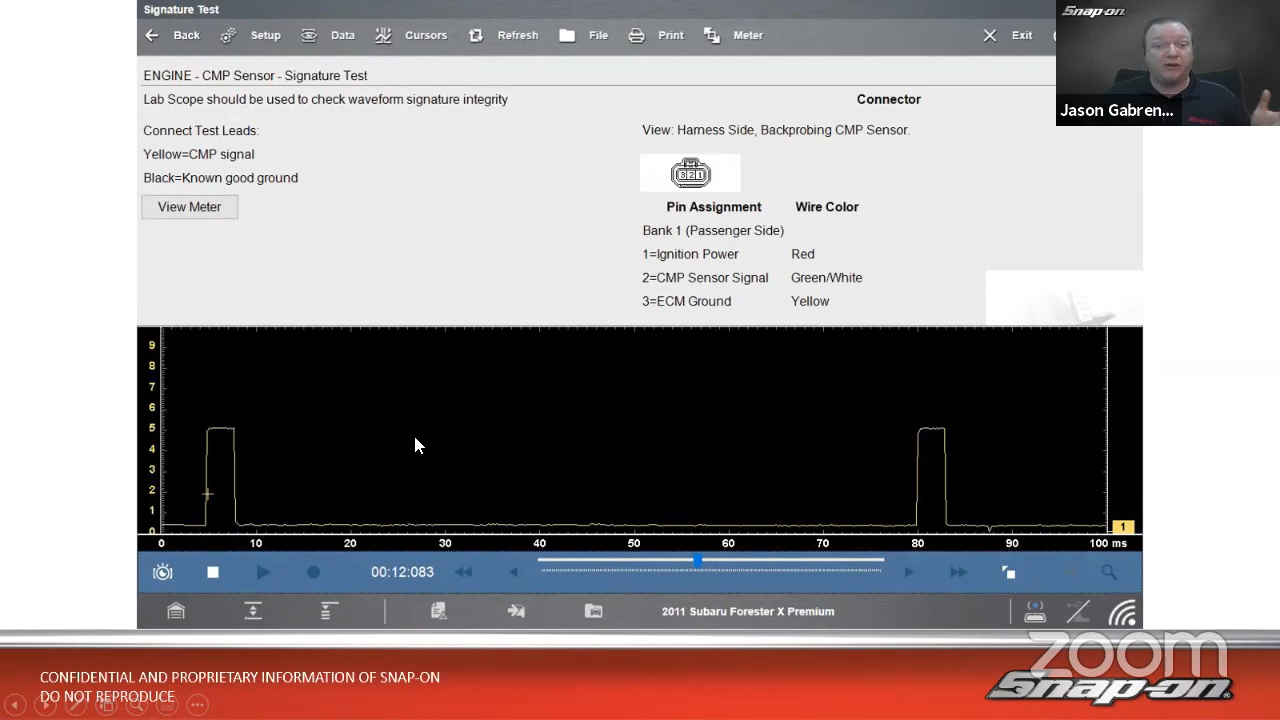 Signature Test
Back Setup Data Cursors Refresh File Print Meter Exit
Snap-on
Jason Gabren...
ENGINE - CMP Sensor - Signature Test
Lab Scope should be used to check waveform signature integrity
Connect Test Leads:
Yellow=CMP signal
Black=Known good ground
View Meter
Connector
View: Harness Side, Backprobing CMP Sensor.
3 2 1
Pin Assignment Wire Color
Bank 1 (Passenger Side)
1=Ignition Power Red
2=CMP Sensor Signal Green/White
3=ECM Ground Yellow
9
8
7
6
5
4
3
2
1
0
1
0 10 20 30 40 50 60 70 80 90 100 ms
00:12:083
2011 Subaru Forester X Premium
CONFIDENTIAL AND PROPRIETARY INFORMATION OF SNAP-ON
DO NOT REPRODUCE
zoom
Snap-on